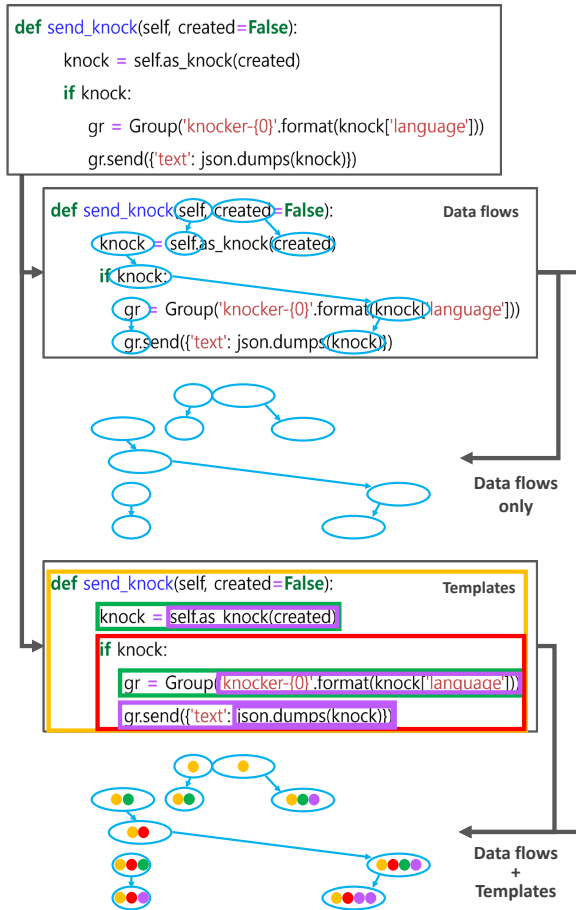 def send_knock(self, created=False):
knock = self.as_knock(created)
if knock:
gr = Group('knocker-{0}'.format(knock['language']))
gr.send({'text': json.dumps(knock)})
def send_knock(self, created=False):
Data flows
knock = self.as_knock(created)
if knock:
gr = Group('knocker-{0}'.format(knock['language']))
gr.send({'text': json.dumps(knock)})
Data flows
only
def send_knock(self, created=False):
Templates
knock = self.as_knock(created)
if knock:
gr = Group('knocker-{0}'.format(knock['language']))
gr.send({'text': json.dumps(knock)})
Data flows
+
Templates